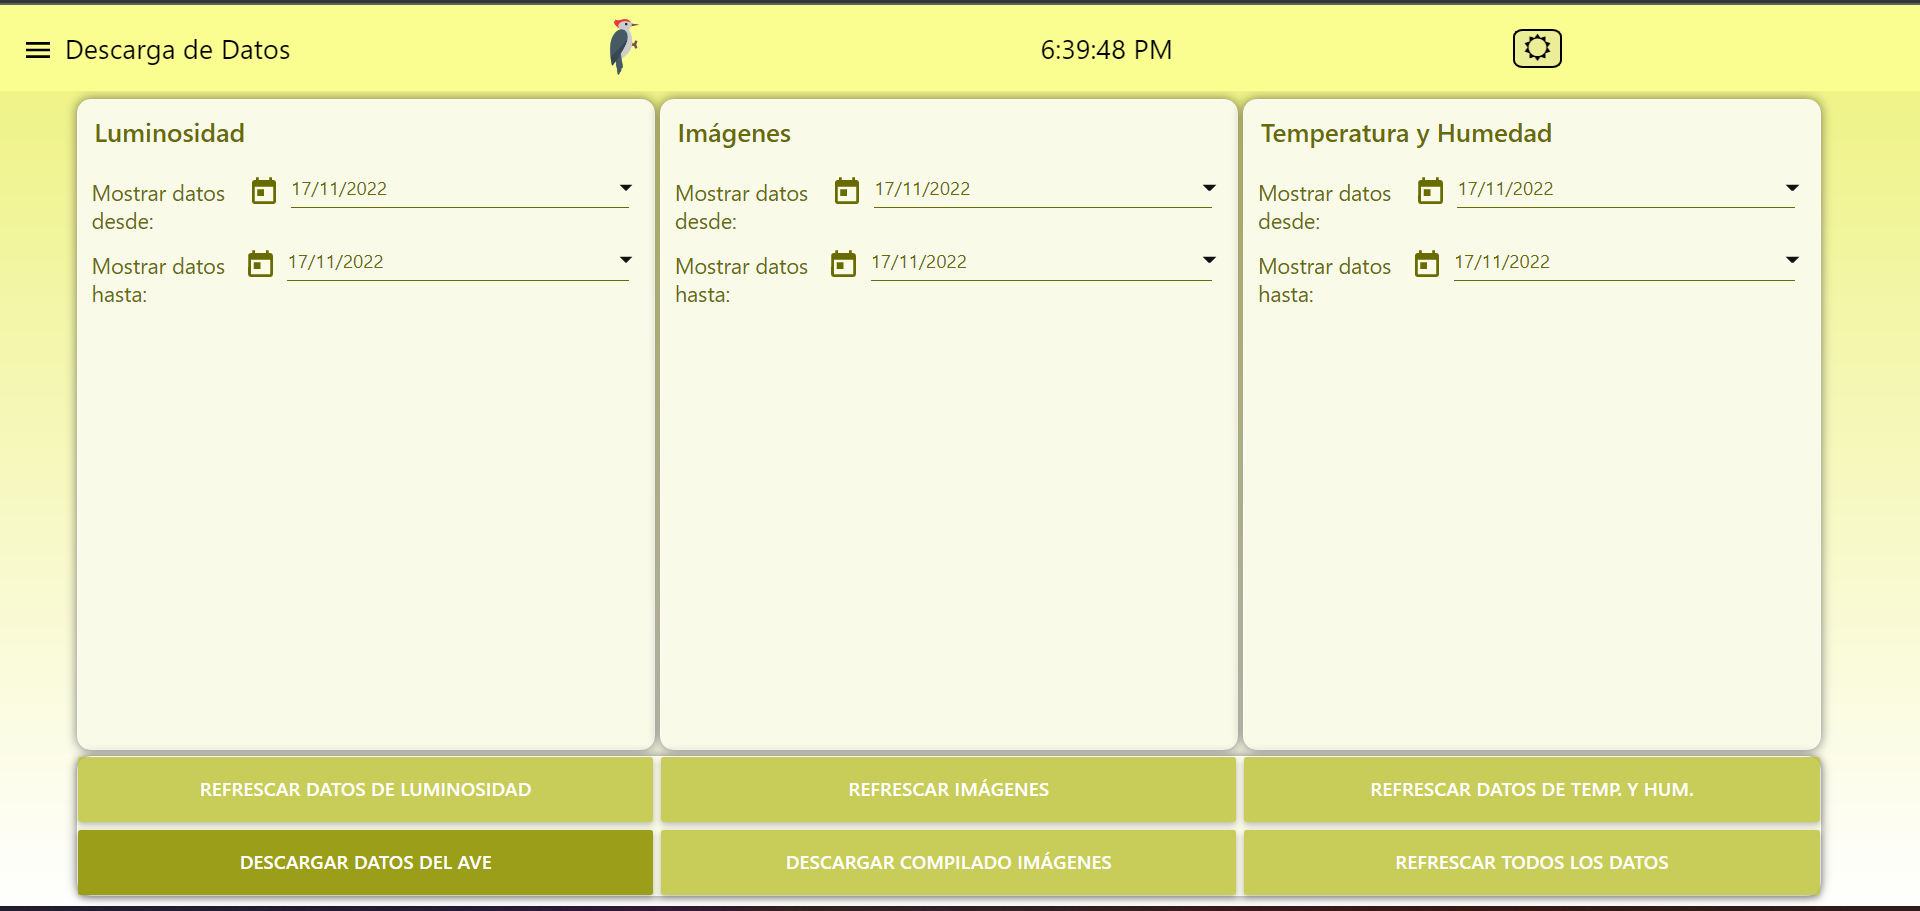 Descarga de Datos
6:39:48 PM
Luminosidad
Mostrar datos
desde:
17/11/2022
Mostrar datos
hasta:
17/11/2022
Imágenes
Mostrar datos
desde:
17/11/2022
Mostrar datos
hasta:
17/11/2022
Temperatura y Humedad
Mostrar datos
desde:
17/11/2022
Mostrar datos
hasta:
17/11/2022
REFRESCAR DATOS DE LUMINOSIDAD
REFRESCAR IMÁGENES
REFRESCAR DATOS DE TEMP. Y HUM.
DESCARGAR DATOS DEL AVE
DESCARGAR COMPILADO IMÁGENES
REFRESCAR TODOS LOS DATOS